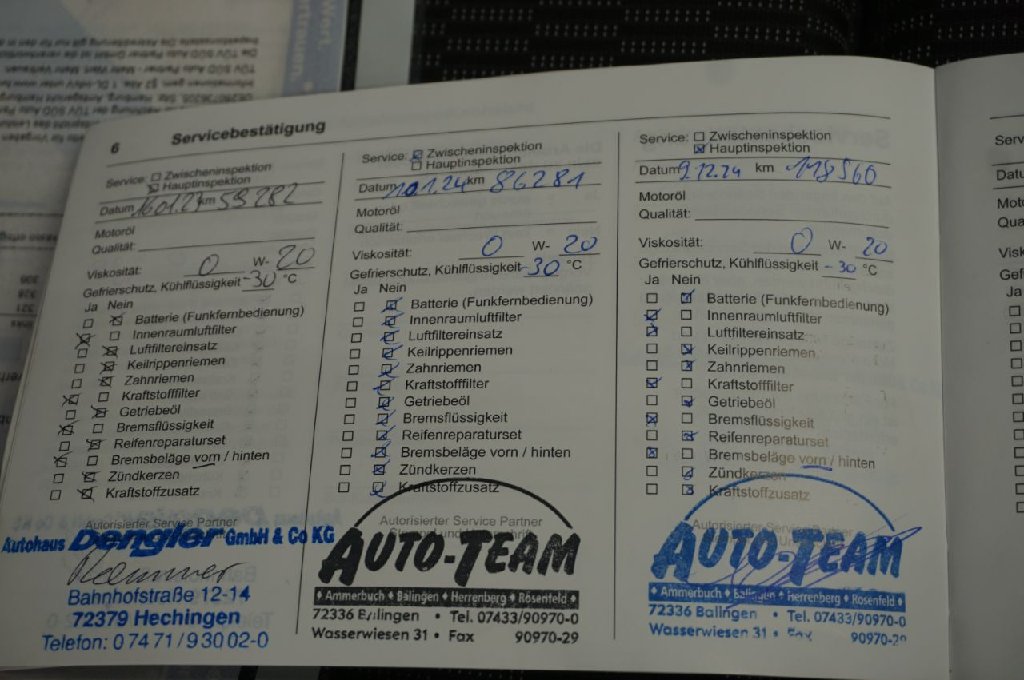 6 Servicebestätigung
Service: Zwischeninspektion
Hauptinspektion
Datum 16.01.23 km 59282
Motoröl
Qualität:
Viskosität: 0 W- 20
Gefrierschutz, Kühlflüssigkeit -30 °C
Ja Nein
Batterie (Funkfernbedienung)
Innenraumluftfilter
Luftfiltereinsatz
Keilrippenriemen
Zahnriemen
Kraftstofffilter
Getriebeöl
Bremsflüssigkeit
Reifenreparaturset
Bremsbeläge vorn / hinten
Zündkerzen
Kraftstoffzusatz
Autorisierter Service Partner
Autohaus Dengler GmbH & Co KG
Bahnhofstraße 12-14
72379 Hechingen
Telefon: 07471/93002-0
Service: Zwischeninspektion
Hauptinspektion
Datum 10.1.24 km 86281
Motoröl
Qualität:
Viskosität: 0 W- 20
Gefrierschutz, Kühlflüssigkeit -30 °C
Ja Nein
Batterie (Funkfernbedienung)
Innenraumluftfilter
Luftfiltereinsatz
Keilrippenriemen
Zahnriemen
Kraftstofffilter
Getriebeöl
Bremsflüssigkeit
Reifenreparaturset
Bremsbeläge vorn / hinten
Zündkerzen
Kraftstoffzusatz
Autorisierter Service Partner
AUTO-TEAM
Ammerbuch Balingen Herrenberg Rosenfeld
72336 Balingen • Tel. 07433/90970-0
Wasserwiesen 31 • Fax 90970-29
Service: Zwischeninspektion
Hauptinspektion
Datum 9.12.24 km 118560
Motoröl
Qualität:
Viskosität: 0 W- 20
Gefrierschutz, Kühlflüssigkeit -30 °C
Ja Nein
Batterie (Funkfernbedienung)
Innenraumluftfilter
Luftfiltereinsatz
Keilrippenriemen
Zahnriemen
Kraftstofffilter
Getriebeöl
Bremsflüssigkeit
Reifenreparaturset
Bremsbeläge vorn / hinten
Zündkerzen
Kraftstoffzusatz
Autorisierter Service Partner
AUTO-TEAM
Ammerbuch Balingen Herrenberg Rosenfeld
72336 Balingen • Tel. 07433/90970-0
Wasserwiesen 31 • Fax 90970-29